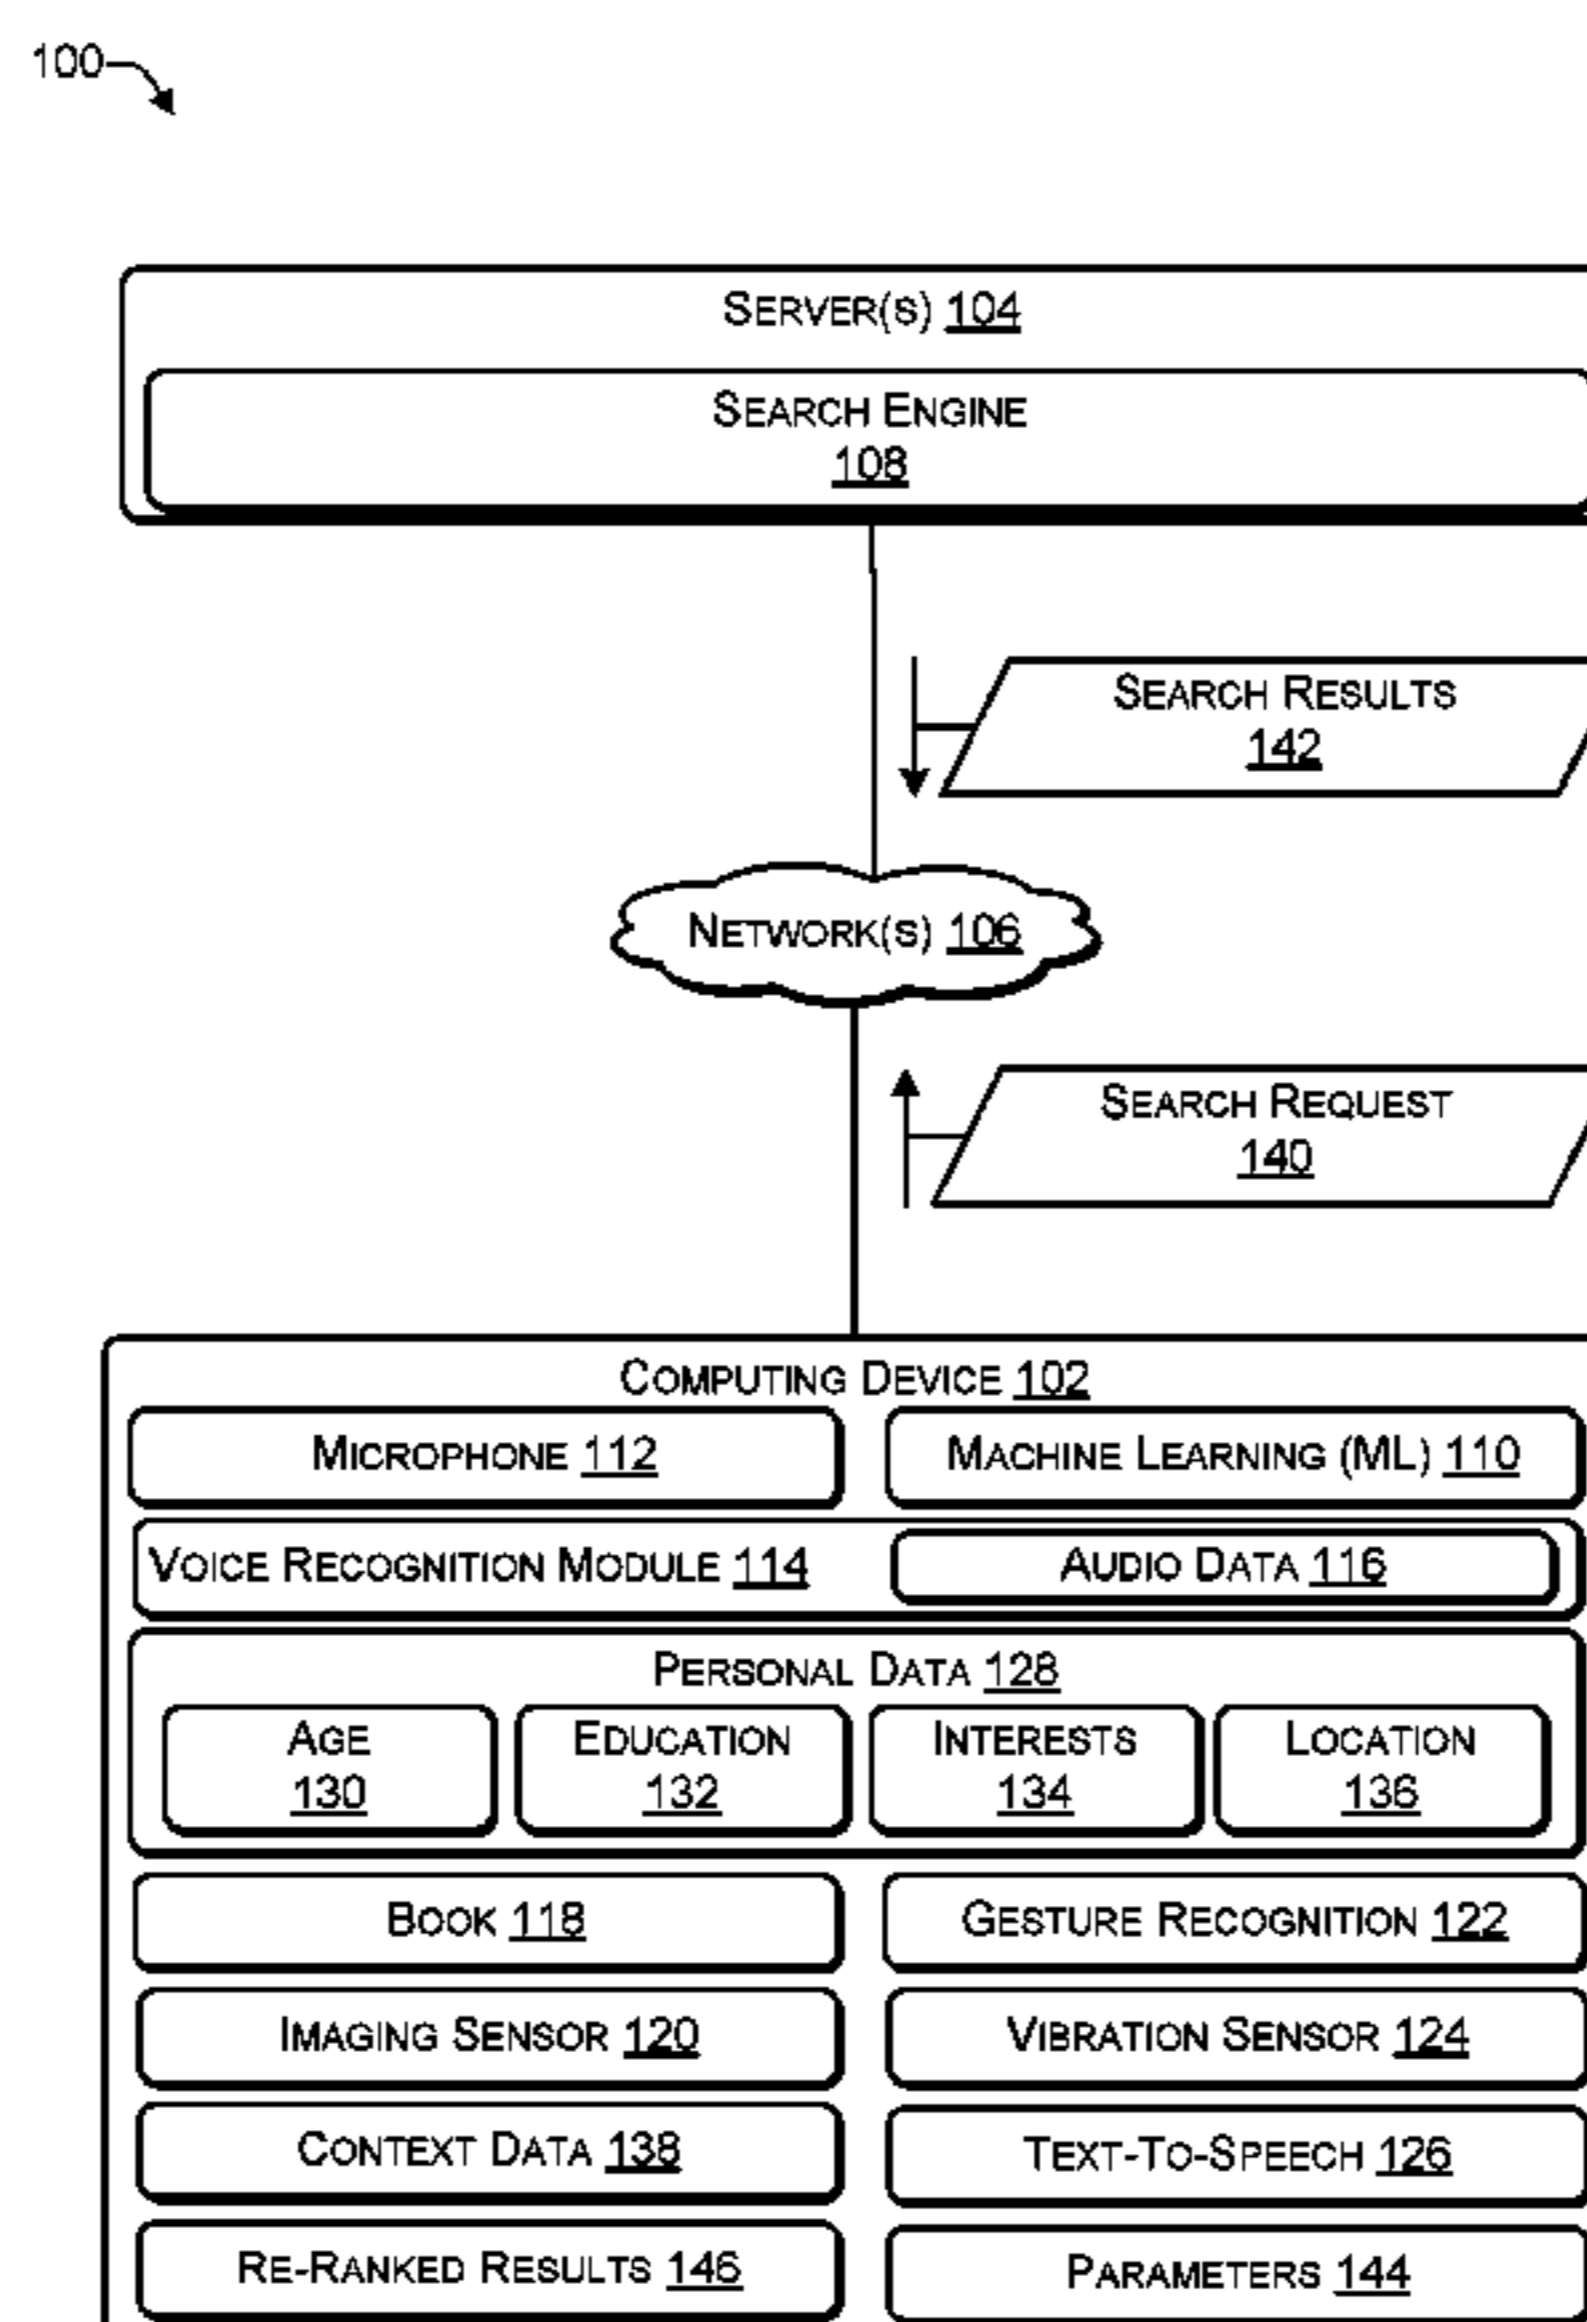 100
SERVER(S) 104
SEARCH ENGINE
108
SEARCH RESULTS
142
NETWORK(S) 106
SEARCH REQUEST
140
COMPUTING DEVICE 102
MICROPHONE 112
MACHINE LEARNING (ML) 110
VOICE RECOGNITION MODULE 114
AUDIO DATA 116
PERSONAL DATA 128
AGE
130
EDUCATION
132
INTERESTS
134
LOCATION
136
BOOK 118
GESTURE RECOGNITION 122
IMAGING SENSOR 120
VIBRATION SENSOR 124
CONTEXT DATA 138
TEXT-TO-SPEECH 126
RE-RANKED RESULTS 146
PARAMETERS 144